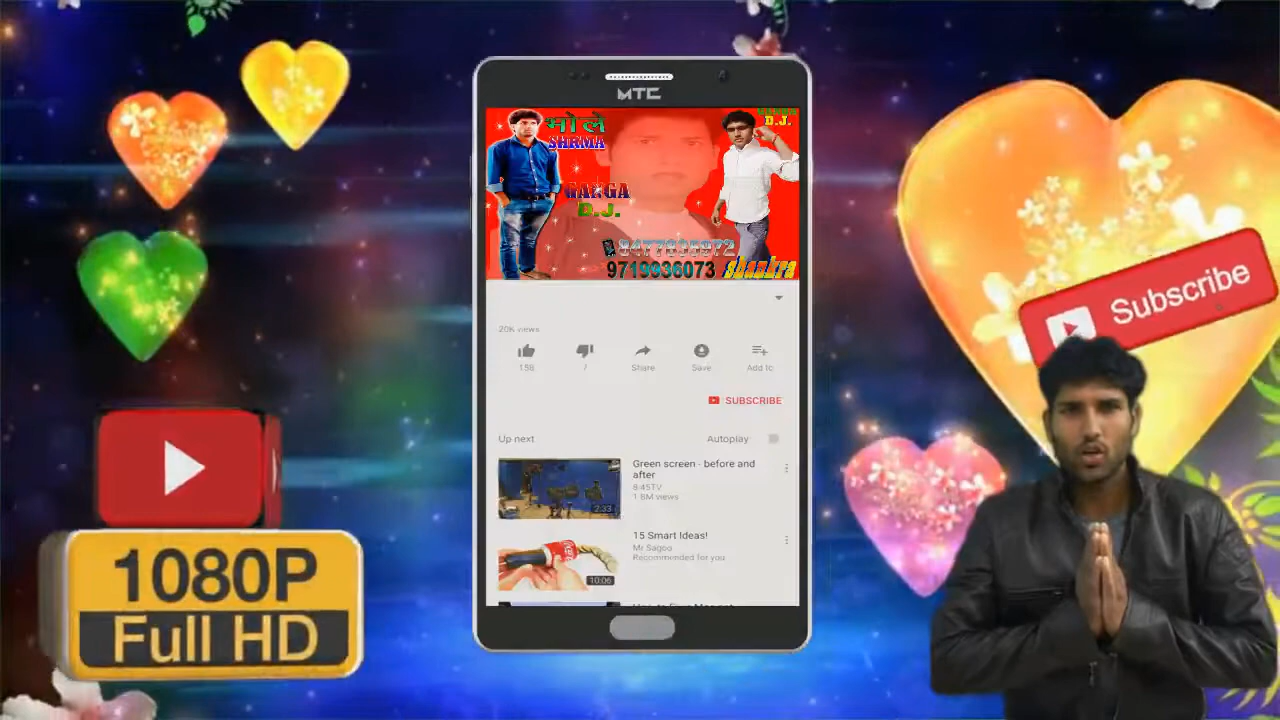 MTC
भोले
SHRMA
D.J.
GANGA
D.J.
9719936073
shankra
20K views
Share
Save
Add to
SUBSCRIBE
Up next
Autoplay
Green screen - before and
after
8:45TV
1.8M views
2:33
15 Smart Ideas!
Mr Sagoo
Recommended for you
10:06
Subscribe
1080P
Full HD